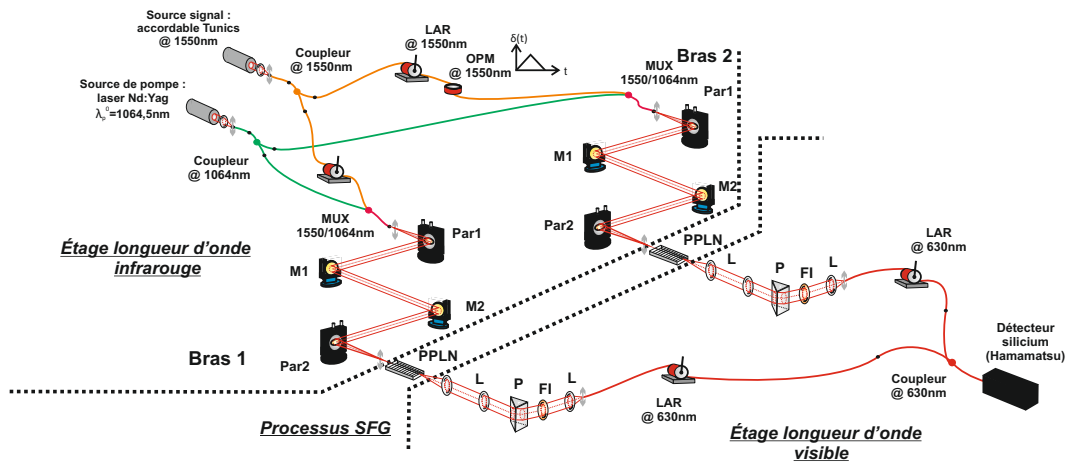 Source signal :
accordable Tunics
@ 1550nm
Coupleur
@ 1550nm
LAR
@ 1550nm
OPM
@ 1550nm
δ(t)
t
MUX
1550/1064nm
Bras 2
Par1
Source de pompe :
laser Nd:Yag
λp0=1064,5nm
Coupleur
@ 1064nm
M1
M2
Par2
MUX
1550/1064nm
Par1
Étage longueur d'onde
infrarouge
M1
M2
Par2
Bras 1
PPLN
L
P
FI
L
LAR
@ 630nm
PPLN
L
P
FI
L
LAR
@ 630nm
Coupleur
@ 630nm
Détecteur
silicium
(Hamamatsu)
Processus SFG
Étage longueur d'onde
visible